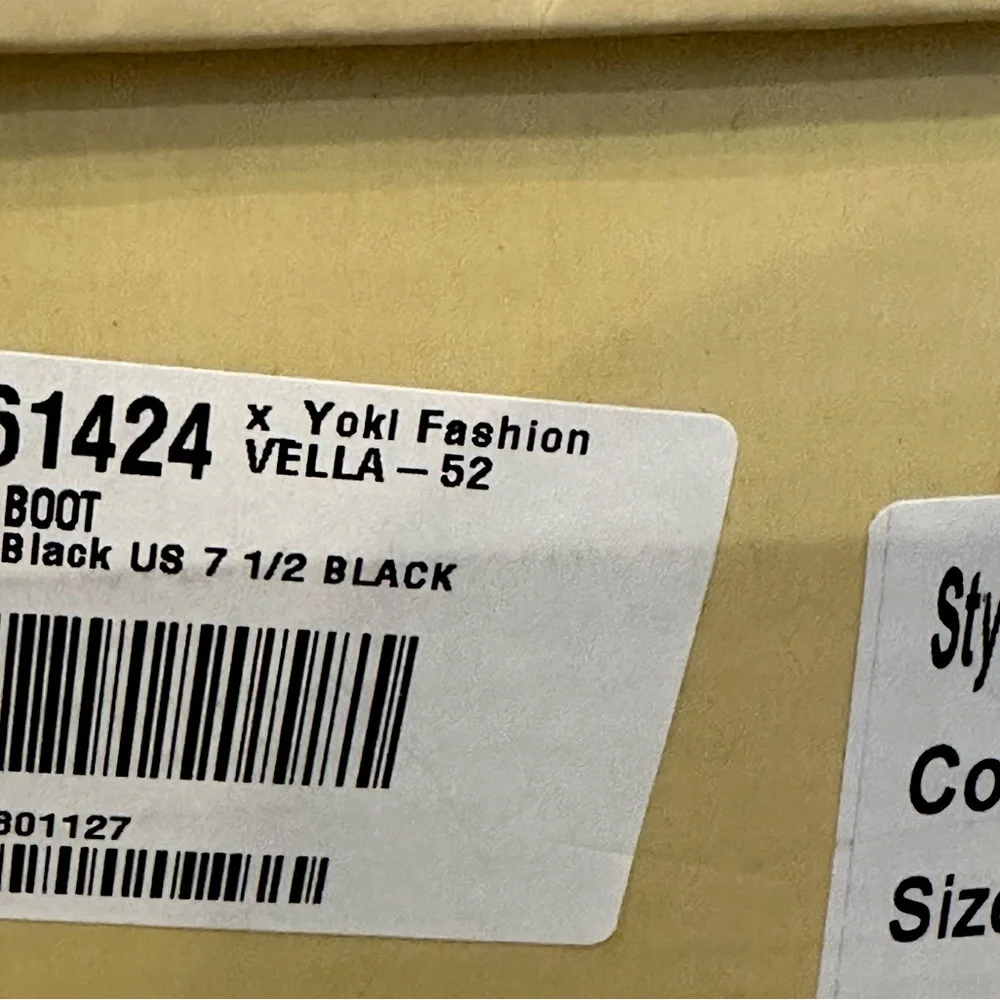 61424 x Yoki Fashion
VELLA - 52
BOOT
Black US 7 1/2 BLACK
801127
Sty
Co
Size